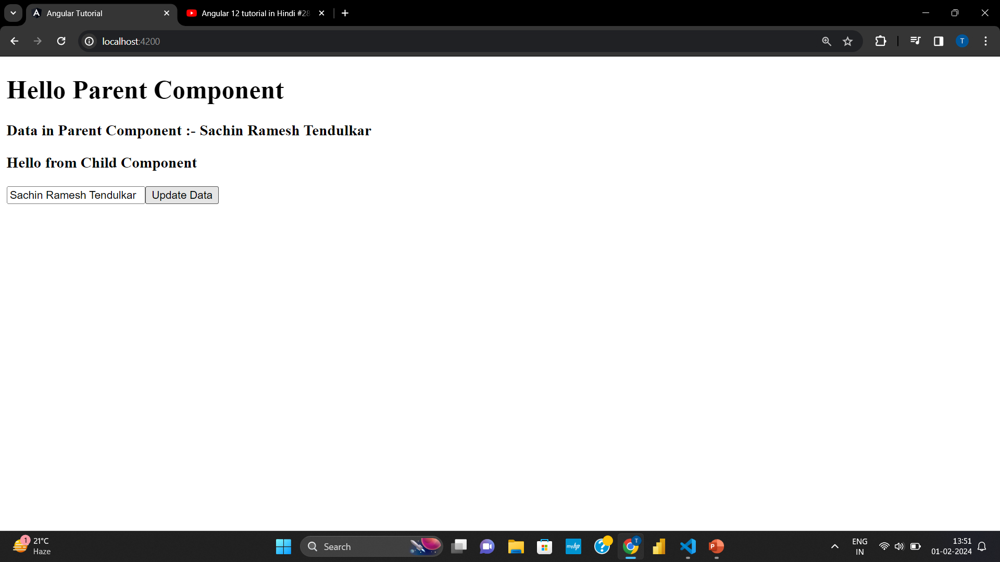 Angular Tutorial
Angular 12 tutorial in Hindi #28
localhost:4200
T
Hello Parent Component
Data in Parent Component :- Sachin Ramesh Tendulkar
Hello from Child Component
Sachin Ramesh Tendulkar Update Data
1
21°C
Haze
Search
myhp
?
T
P
ENG
IN
13:51
01-02-2024